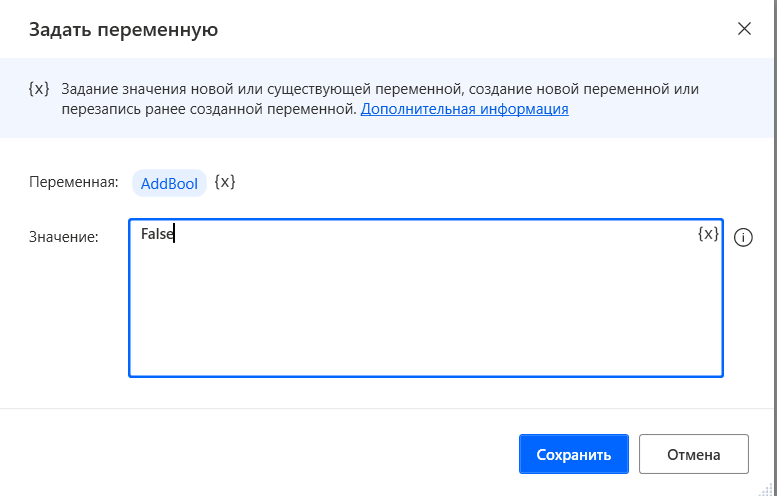 Задать переменную
{x} Задание значения новой или существующей переменной, создание новой переменной или
перезапись ранее созданной переменной. Дополнительная информация
Переменная: AddBool {x}
Значение: False {x}
Сохранить Отмена